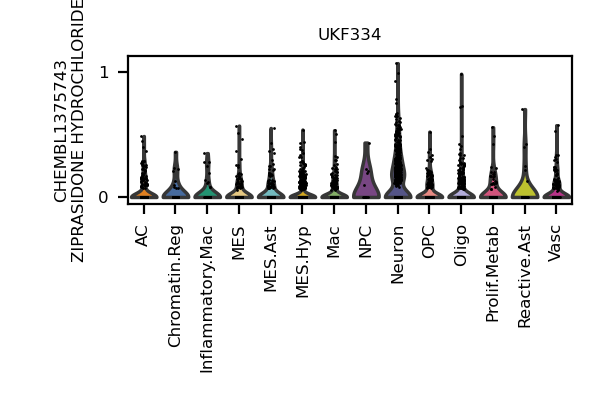 UKF334
CHEMBL1375743
ZIPRASIDONE HYDROCHLORIDE
1
0
AC
Chromatin.Reg
Inflammatory.Mac
MES
MES.Ast
MES.Hyp
Mac
NPC
Neuron
OPC
Oligo
Prolif.Metab
Reactive.Ast
Vasc